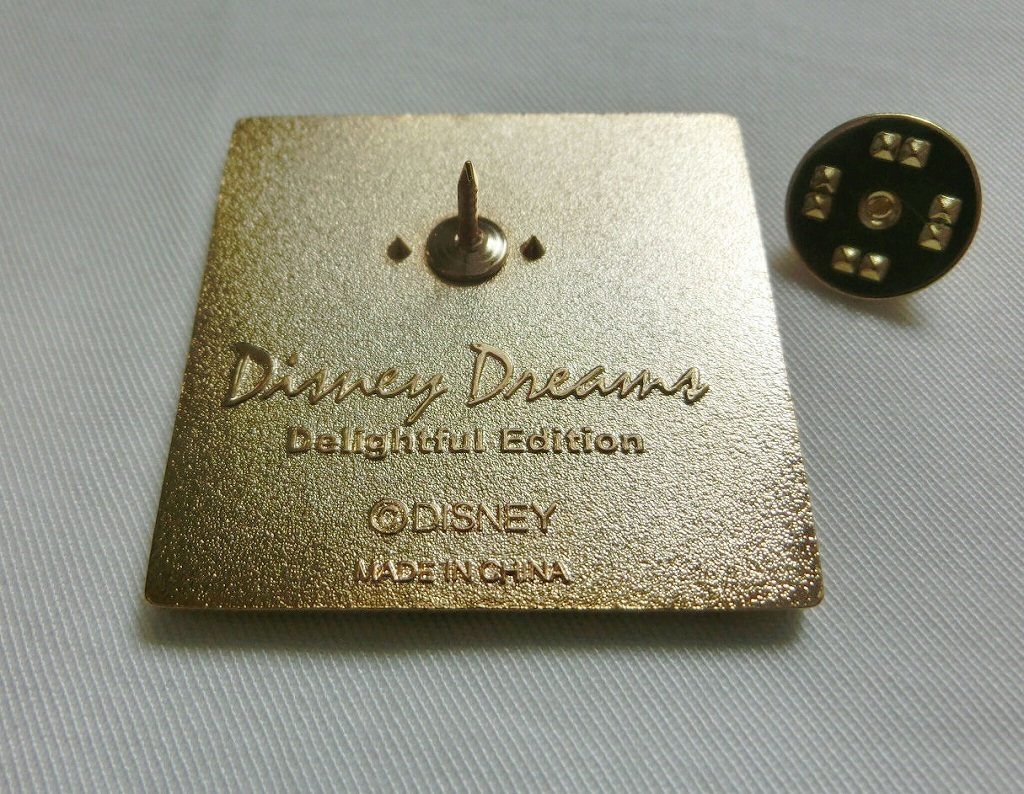 Disney Dreams
Delightful Edition
©DISNEY
MADE IN CHINA